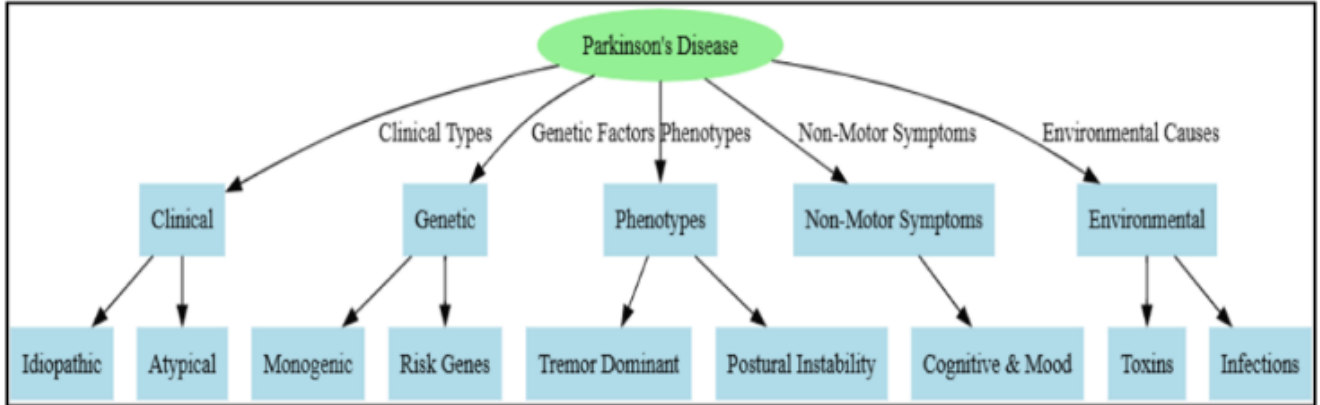 Parkinson's Disease
Clinical Types
Genetic Factors
Phenotypes
Non-Motor Symptoms
Environmental Causes
Clinical
Genetic
Phenotypes
Non-Motor Symptoms
Environmental
Idiopathic
Atypical
Monogenic
Risk Genes
Tremor Dominant
Postural Instability
Cognitive & Mood
Toxins
Infections